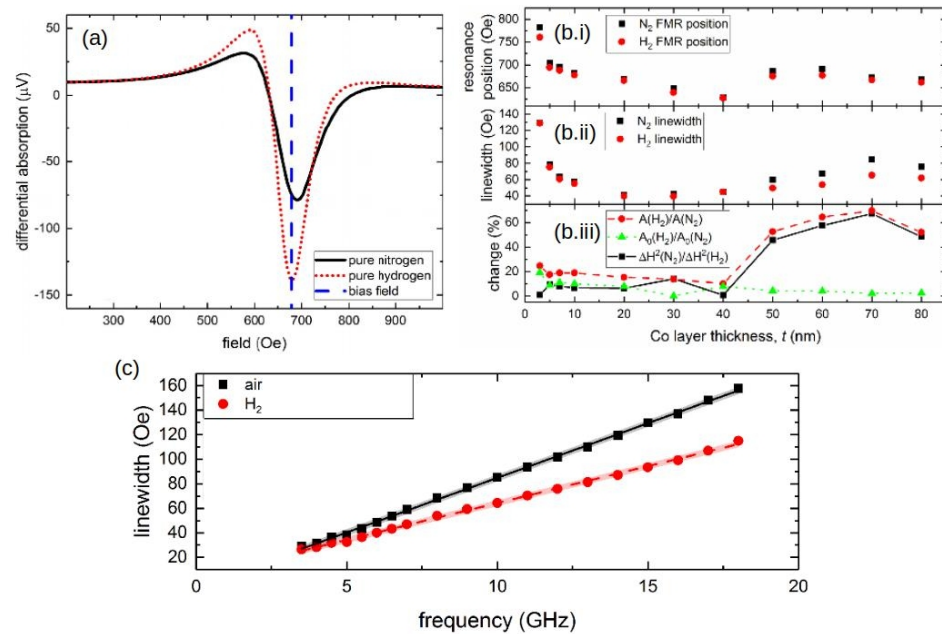 (a)
differential absorption (μV)
50
0
-50
-100
-150
pure nitrogen
pure hydrogen
bias field
300 400 500 600 700 800 900
field (Oe)
(b.i)
resonance
position (Oe)
800
750
700
650
N₂ FMR position
H₂ FMR position
(b.ii)
linewidth (Oe)
140
120
100
80
60
40
N₂ linewidth
H₂ linewidth
(b.iii)
change (%)
60
40
20
0
A(H₂)/A(N₂)
A₀(H₂)/A₀(N₂)
ΔH²(N₂)/ΔH²(H₂)
0 10 20 30 40 50 60 70 80
Co layer thickness, t (nm)
(c)
linewidth (Oe)
160
140
120
100
80
60
40
20
air
H₂
0 5 10 15 20
frequency (GHz)